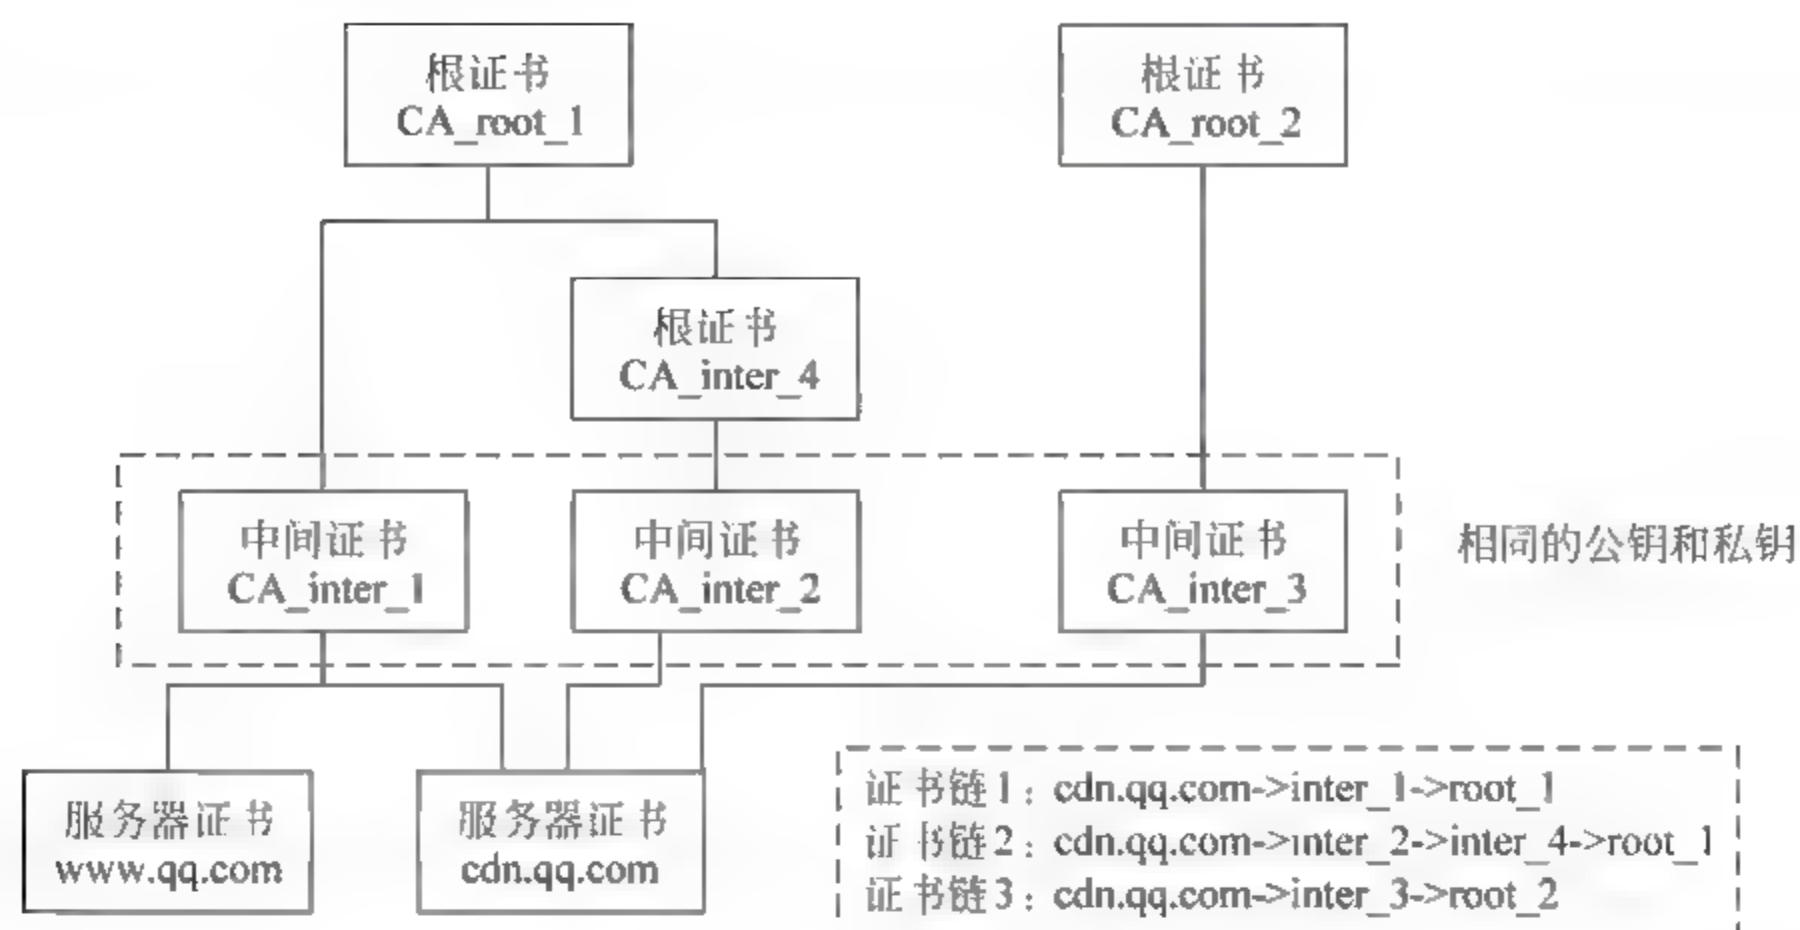 根证书
CA_root_1
根证书
CA_root_2
根证书
CA_inter_4
中间证书
CA_inter_1
中间证书
CA_inter_2
中间证书
CA_inter_3
相同的公钥和私钥
服务器证书
www.qq.com
服务器证书
cdn.qq.com
证书链1：cdn.qq.com->inter_1->root_1
证书链2：cdn.qq.com->inter_2->inter_4->root_1
证书链3：cdn.qq.com->inter_3->root_2